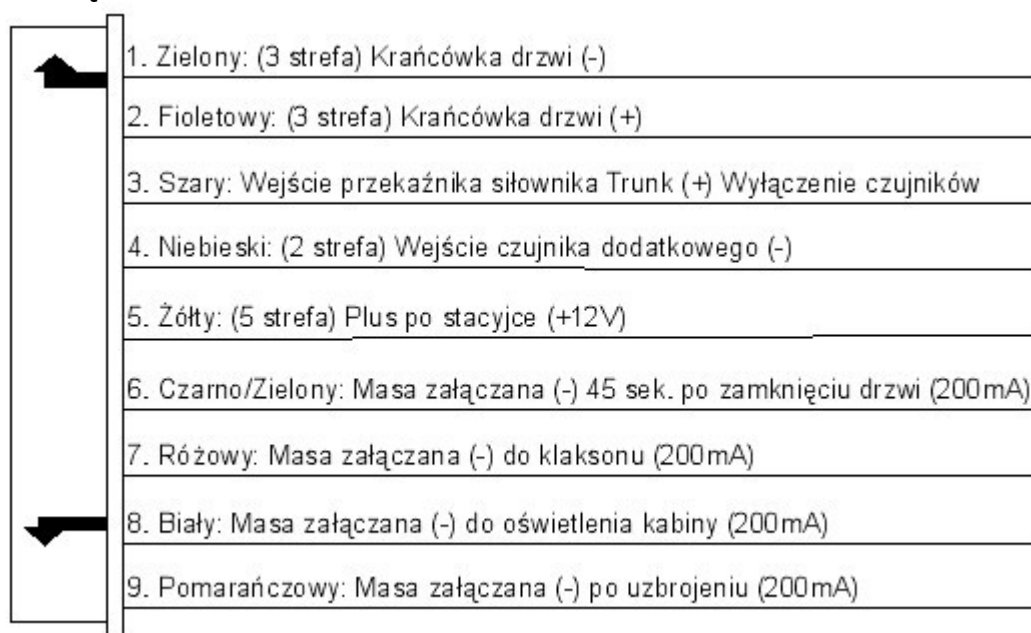 1. Zielony: (3 strefa) Krańcówka drzwi (-)
2. Fioletowy: (3 strefa) Krańcówka drzwi (+)
3. Szary: Wejście przekaźnika siłownika Trunk (+) Wyłączenie czujników
4. Niebieski: (2 strefa) Wejście czujnika dodatkowego (-)
5. Żółty: (5 strefa) Plus po stacyjce (+12V)
6. Czarno/Zielony: Masa załączana (-) 45 sek. po zamknięciu drzwi (200mA)
7. Różowy: Masa załączana (-) do klaksonu (200mA)
8. Biały: Masa załączana (-) do oświetlenia kabiny (200mA)
9. Pomarańczowy: Masa załączana (-) po uzbrojeniu (200mA)